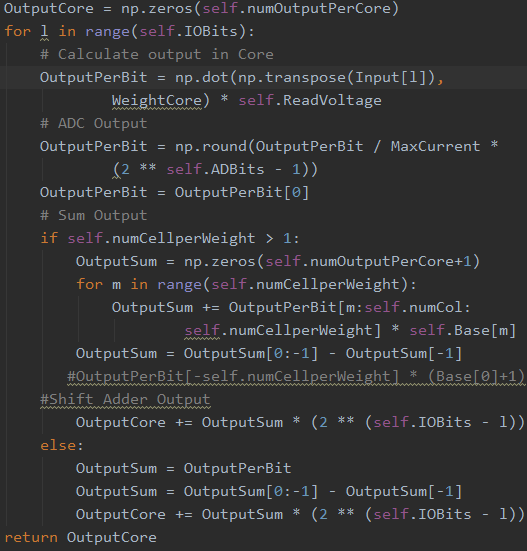 OutputCore = np.zeros(self.numOutputPerCore)
for l in range(self.IOBits):
    # Calculate output in Core
    OutputPerBit = np.dot(np.transpose(Input[l]),
            WeightCore) * self.ReadVoltage
    # ADC Output
    OutputPerBit = np.round(OutputPerBit / MaxCurrent *
            (2 ** self.ADBits - 1))
    OutputPerBit = OutputPerBit[0]
    # Sum Output
    if self.numCellperWeight > 1:
        OutputSum = np.zeros(self.numOutputPerCore+1)
        for m in range(self.numCellperWeight):
            OutputSum += OutputPerBit[m:self.numCol:
                    self.numCellperWeight] * self.Base[m]
        OutputSum = OutputSum[0:-1] - OutputSum[-1]
       #OutputPerBit[-self.numCellperWeight] * (Base[0]+1)
    #Shift Adder Output
        OutputCore += OutputSum * (2 ** (self.IOBits - l))
    else:
        OutputSum = OutputPerBit
        OutputSum = OutputSum[0:-1] - OutputSum[-1]
        OutputCore += OutputSum * (2 ** (self.IOBits - l))
return OutputCore